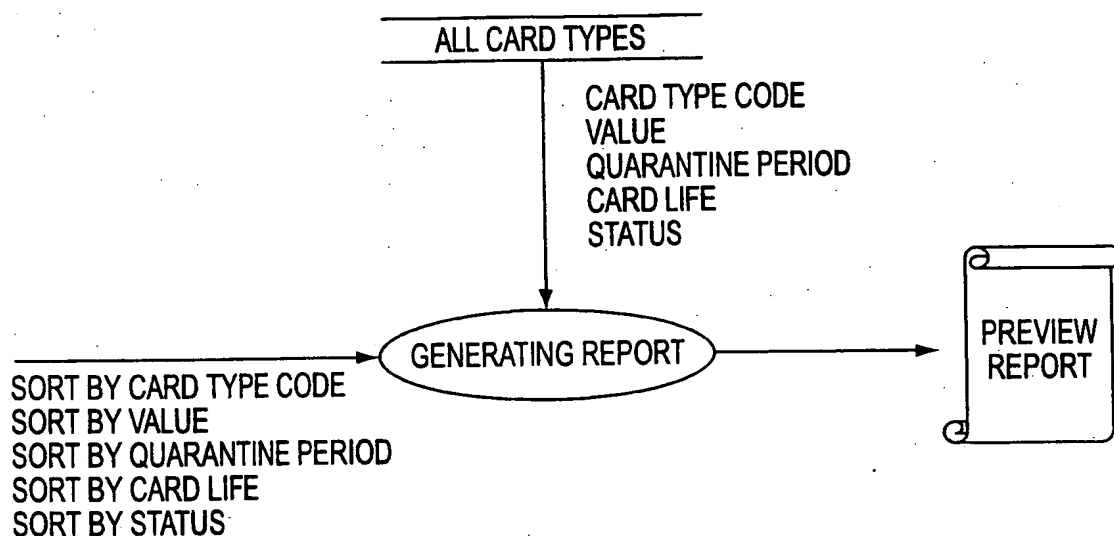 ALL CARD TYPES
CARD TYPE CODE
VALUE
QUARANTINE PERIOD
CARD LIFE
STATUS
GENERATING REPORT
PREVIEW
REPORT
SORT BY CARD TYPE CODE
SORT BY VALUE
SORT BY QUARANTINE PERIOD
SORT BY CARD LIFE
SORT BY STATUS